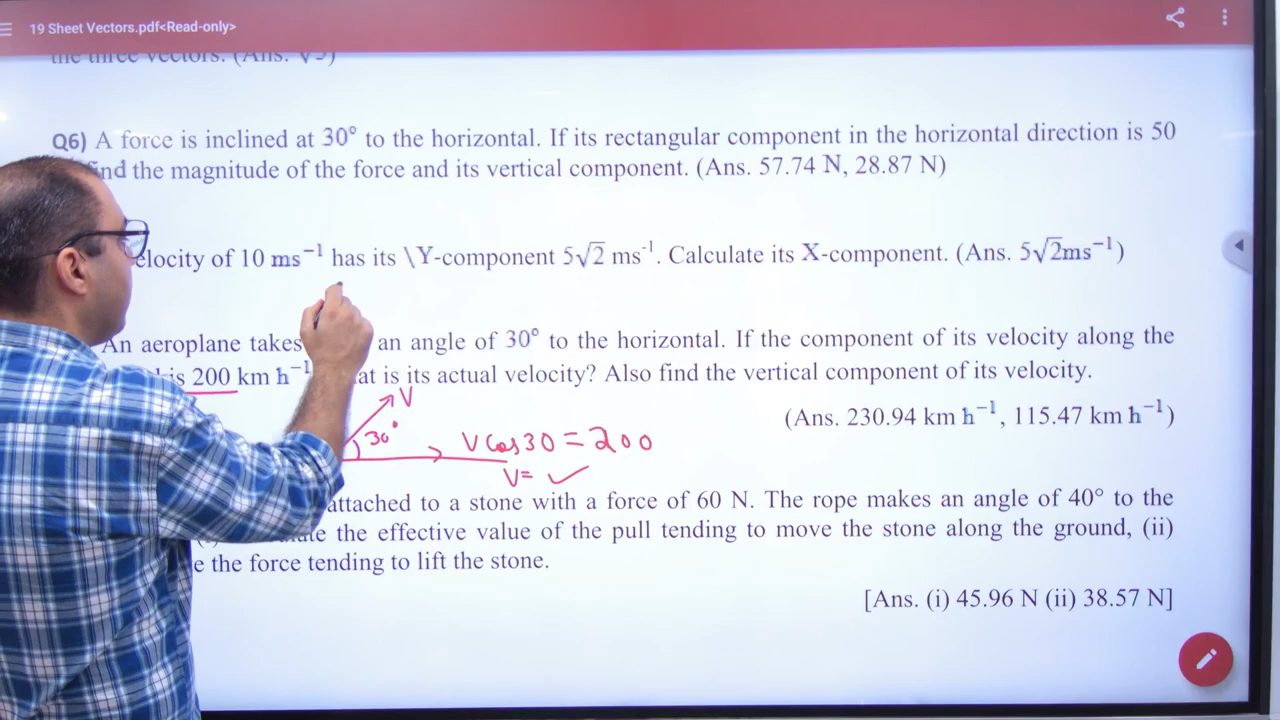 19 Sheet Vectors.pdf<Read-only>
the three vectors. (Ans. √3)
Q6) A force is inclined at 30° to the horizontal. If its rectangular component in the horizontal direction is 50
find the magnitude of the force and its vertical component. (Ans. 57.74 N, 28.87 N)
elocity of 10 ms⁻¹ has its \Y-component 5√2 ms⁻¹. Calculate its X-component. (Ans. 5√2ms⁻¹)
An aeroplane takes an angle of 30° to the horizontal. If the component of its velocity along the
is 200 km h⁻¹ at is its actual velocity? Also find the vertical component of its velocity.
V
(Ans. 230.94 km h⁻¹, 115.47 km h⁻¹)
30°
V Cos 30 = 200
V= ✓
attached to a stone with a force of 60 N. The rope makes an angle of 40° to the
the effective value of the pull tending to move the stone along the ground, (ii)
e the force tending to lift the stone.
[Ans. (i) 45.96 N (ii) 38.57 N]